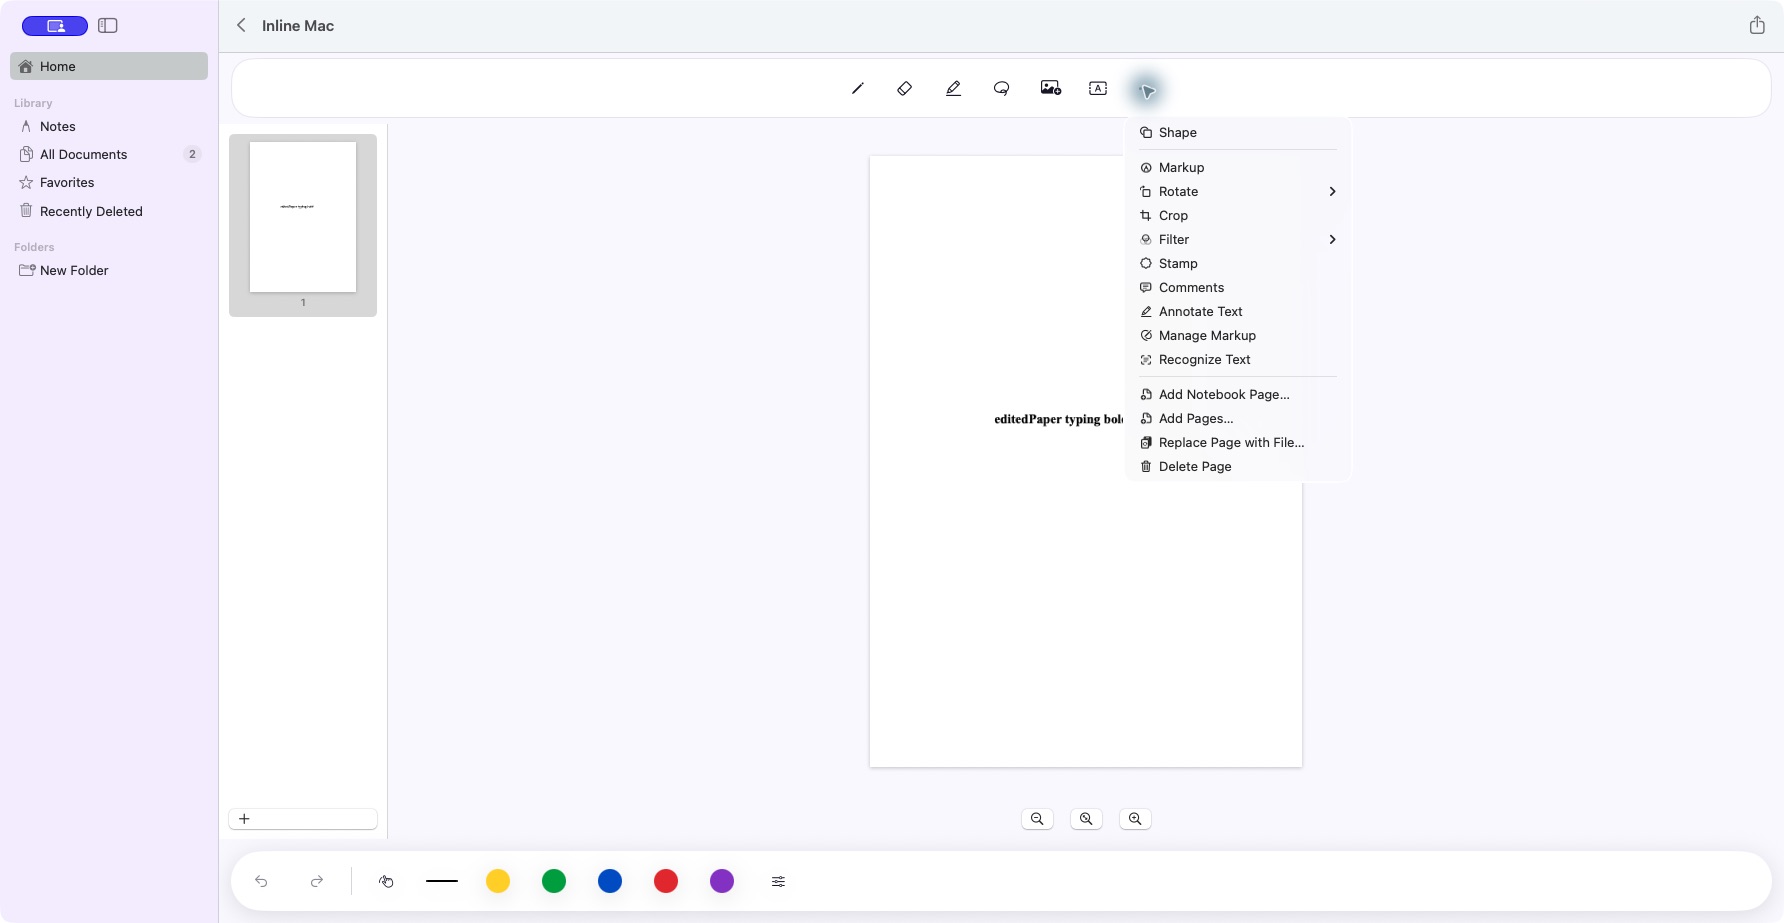 Inline Mac
Home
Library
Notes
All Documents 2
Favorites
Recently Deleted
Folders
New Folder
1
A
Shape
Markup
Rotate
Crop
Filter
Stamp
Comments
Annotate Text
Manage Markup
Recognize Text
Add Notebook Page...
Add Pages...
Replace Page with File...
Delete Page
editedPaper typing bold